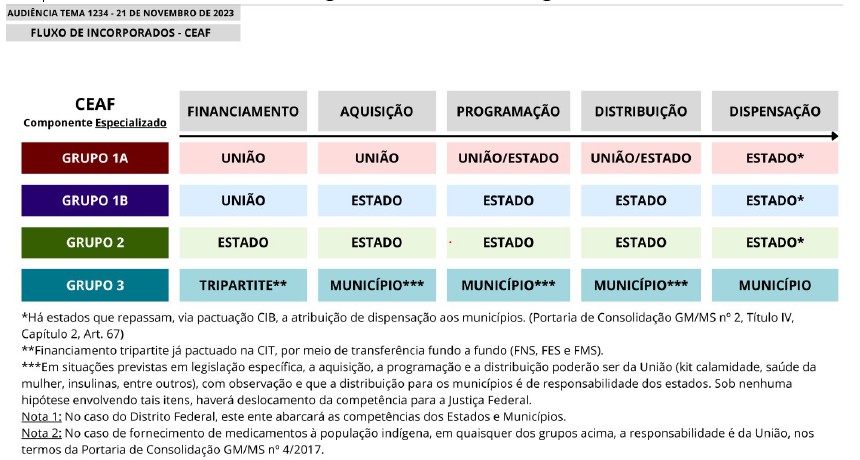 AUDIÊNCIA TEMA 1234 - 21 DE NOVEMBRO DE 2023
FLUXO DE INCORPORADOS - CEAF
CEAF
Componente Especializado
FINANCIAMENTO AQUISIÇÃO PROGRAMAÇÃO DISTRIBUIÇÃO DISPENSAÇÃO
GRUPO 1A UNIÃO UNIÃO UNIÃO/ESTADO UNIÃO/ESTADO ESTADO*
GRUPO 1B UNIÃO ESTADO ESTADO ESTADO ESTADO*
GRUPO 2 ESTADO ESTADO ESTADO ESTADO ESTADO*
GRUPO 3 TRIPARTITE** MUNICÍPIO*** MUNICÍPIO*** MUNICÍPIO*** MUNICÍPIO
*Há estados que repassam, via pactuação CIB, a atribuição de dispensação aos municípios. (Portaria de Consolidação GM/MS nº 2, Título IV,
Capítulo 2, Art. 67)
**Financiamento tripartite já pactuado na CIT, por meio de transferência fundo a fundo (FNS, FES e FMS).
***Em situações previstas em legislação específica, a aquisição, a programação e a distribuição poderão ser da União (kit calamidade, saúde da
mulher, insulinas, entre outros), com observação e que a distribuição para os municípios é de responsabilidade dos estados. Sob nenhuma
hipótese envolvendo tais itens, haverá deslocamento da competência para a Justiça Federal.
Nota 1: No caso do Distrito Federal, este ente abarcará as competências dos Estados e Municípios.
Nota 2: No caso de fornecimento de medicamentos à população indígena, em quaisquer dos grupos acima, a responsabilidade é da União, nos
termos da Portaria de Consolidação GM/MS nº 4/2017.